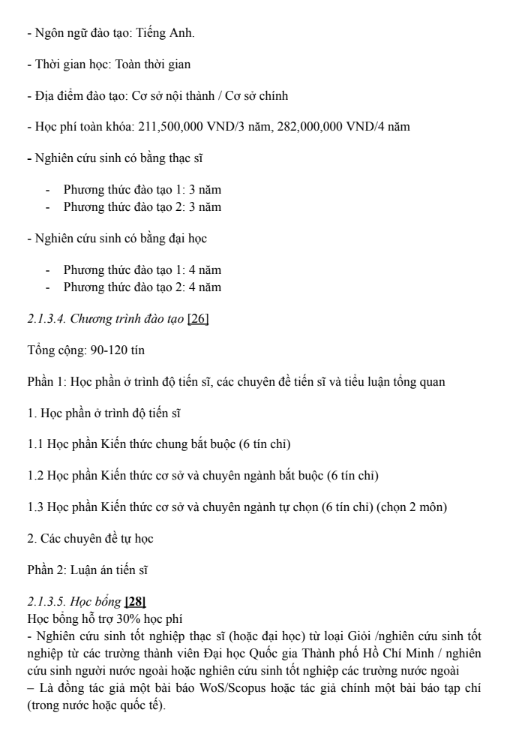 - Ngôn ngữ đào tạo: Tiếng Anh.
- Thời gian học: Toàn thời gian
- Địa điểm đào tạo: Cơ sở nội thành / Cơ sở chính
- Học phí toàn khóa: 211,500,000 VND/3 năm, 282,000,000 VND/4 năm
- Nghiên cứu sinh có bằng thạc sĩ
- Phương thức đào tạo 1: 3 năm
- Phương thức đào tạo 2: 3 năm
- Nghiên cứu sinh có bằng đại học
- Phương thức đào tạo 1: 4 năm
- Phương thức đào tạo 2: 4 năm
2.1.3.4. Chương trình đào tạo [26]
Tổng cộng: 90-120 tín
Phần 1: Học phần ở trình độ tiến sĩ, các chuyên đề tiến sĩ và tiểu luận tổng quan
1. Học phần ở trình độ tiến sĩ
1.1 Học phần Kiến thức chung bắt buộc (6 tín chỉ)
1.2 Học phần Kiến thức cơ sở và chuyên ngành bắt buộc (6 tín chỉ)
1.3 Học phần Kiến thức cơ sở và chuyên ngành tự chọn (6 tín chỉ) (chọn 2 môn)
2. Các chuyên đề tự học
Phần 2: Luận án tiến sĩ
2.1.3.5. Học bổng [28]
Học bổng hỗ trợ 30% học phí
- Nghiên cứu sinh tốt nghiệp thạc sĩ (hoặc đại học) từ loại Giỏi /nghiên cứu sinh tốt
nghiệp từ các trường thành viên Đại học Quốc gia Thành phố Hồ Chí Minh / nghiên
cứu sinh người nước ngoài hoặc nghiên cứu sinh tốt nghiệp các trường nước ngoài
– Là đồng tác giả một bài báo WoS/Scopus hoặc tác giả chính một bài báo tạp chí
(trong nước hoặc quốc tế).